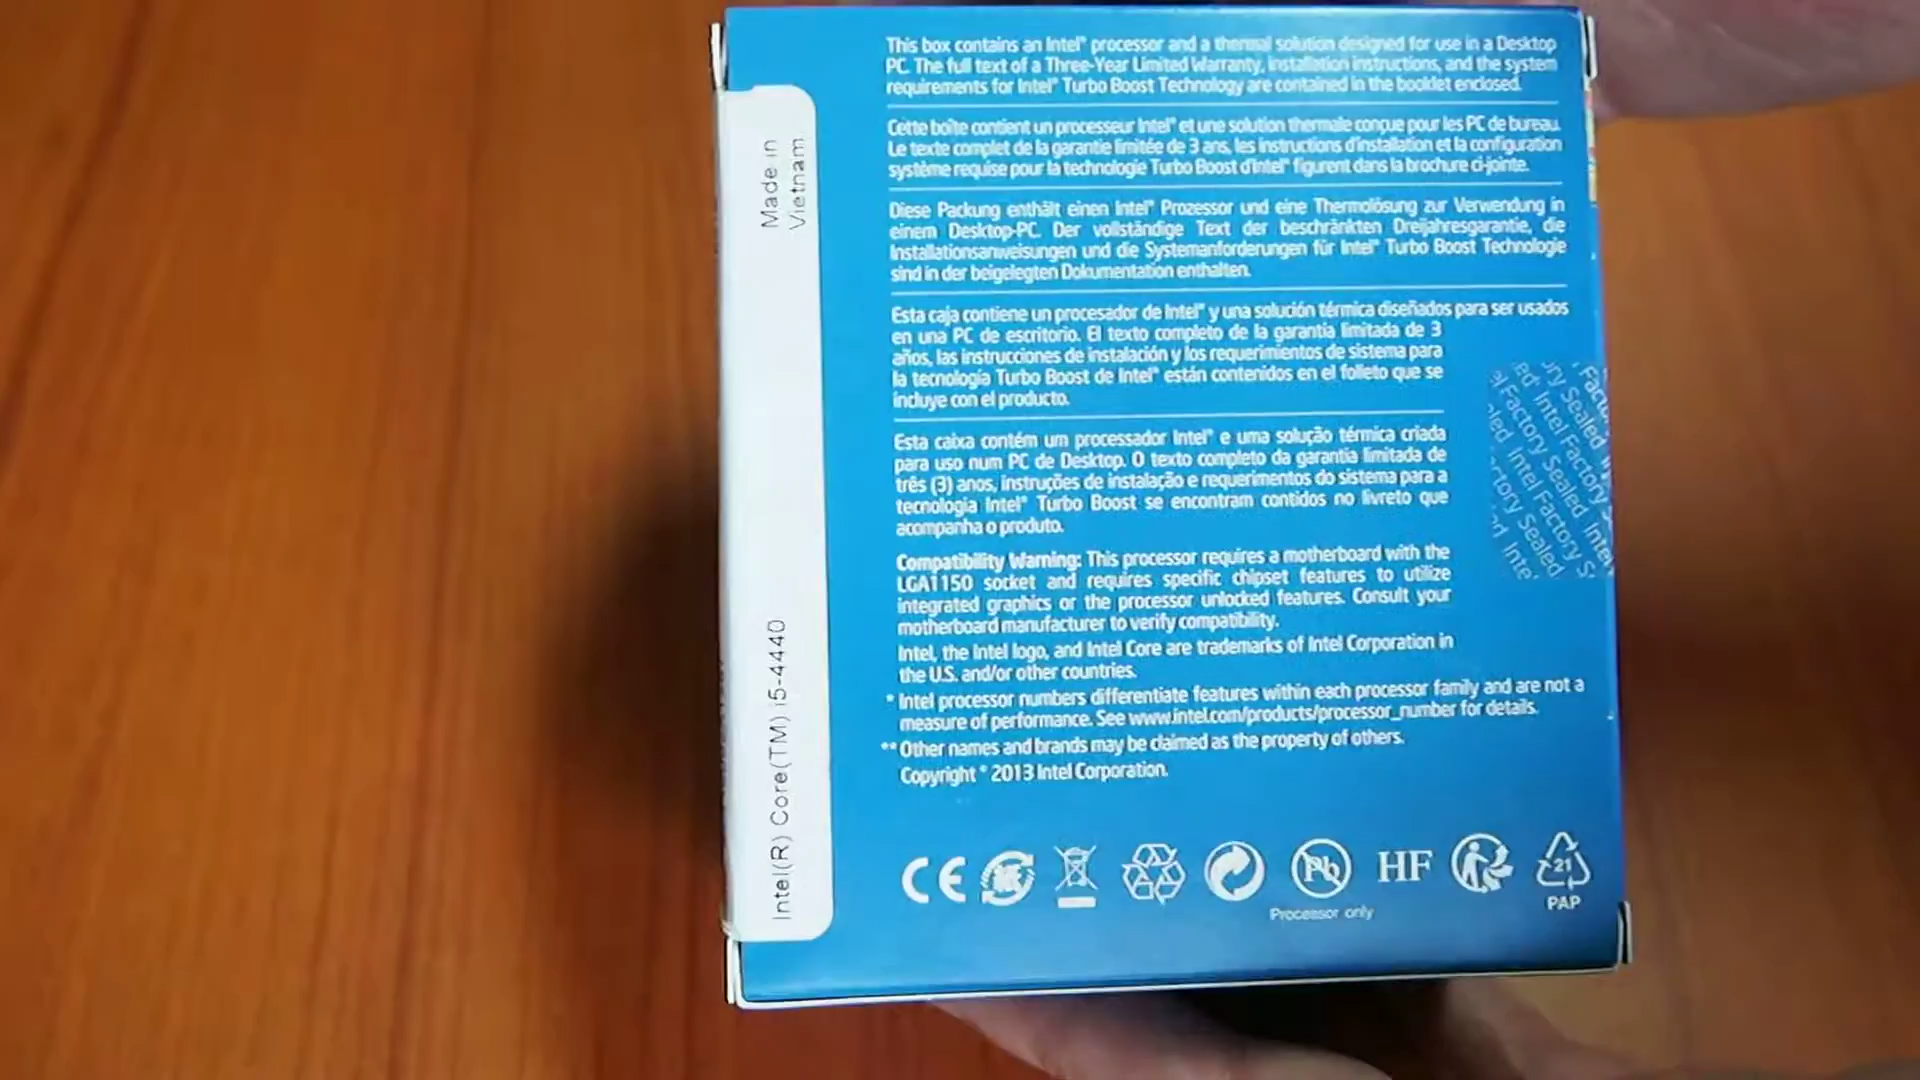 This box contains an Intel® processor and a thermal solution designed for use in a Desktop
PC. The full text of a Three-Year Limited Warranty, installation instructions, and the system
requirements for Intel® Turbo Boost Technology are contained in the booklet enclosed.
Cette boîte contient un processeur Intel® et une solution thermale conçue pour les PC de bureau.
Le texte complet de la garantie limitée de 3 ans, les instructions d'installation et la configuration
système requise pour la technologie Turbo Boost d'Intel® figurent dans la brochure ci-jointe.
Diese Packung enthält einen Intel® Prozessor und eine Thermolösung zur Verwendung in
einem Desktop-PC. Der vollständige Text der beschränkten Dreijahresgarantie, die
Installationsanweisungen und die Systemanforderungen für Intel® Turbo Boost Technologie
sind in der beigelegten Dokumentation enthalten.
Esta caja contiene un procesador de Intel® y una solución térmica diseñados para ser usados
en una PC de escritorio. El texto completo de la garantía limitada de 3
años, las instrucciones de instalación y los requerimientos de sistema para
la tecnología Turbo Boost de Intel® están contenidos en el folleto que se
incluye con el producto.
Esta caixa contém um processador Intel® e uma solução térmica criada
para uso num PC de Desktop. O texto completo da garantia limitada de
três (3) anos, instruções de instalação e requerimentos do sistema para a
tecnologia Intel® Turbo Boost se encontram contidos no livreto que
acompanha o produto.
Compatibility Warning: This processor requires a motherboard with the
LGA1150 socket and requires specific chipset features to utilize
integrated graphics or the processor unlocked features. Consult your
motherboard manufacturer to verify compatibility.
Intel, the Intel logo, and Intel Core are trademarks of Intel Corporation in
the U.S. and/or other countries.
* Intel processor numbers differentiate features within each processor family and are not a
measure of performance. See www.intel.com/products/processor_number for details.
** Other names and brands may be claimed as the property of others.
Copyright © 2013 Intel Corporation.
CE
Pb
HF
21
PAP
Processor only
Made in
Vietnam
Intel(R) Core(TM) i5-4440
Intel Factory Sealed